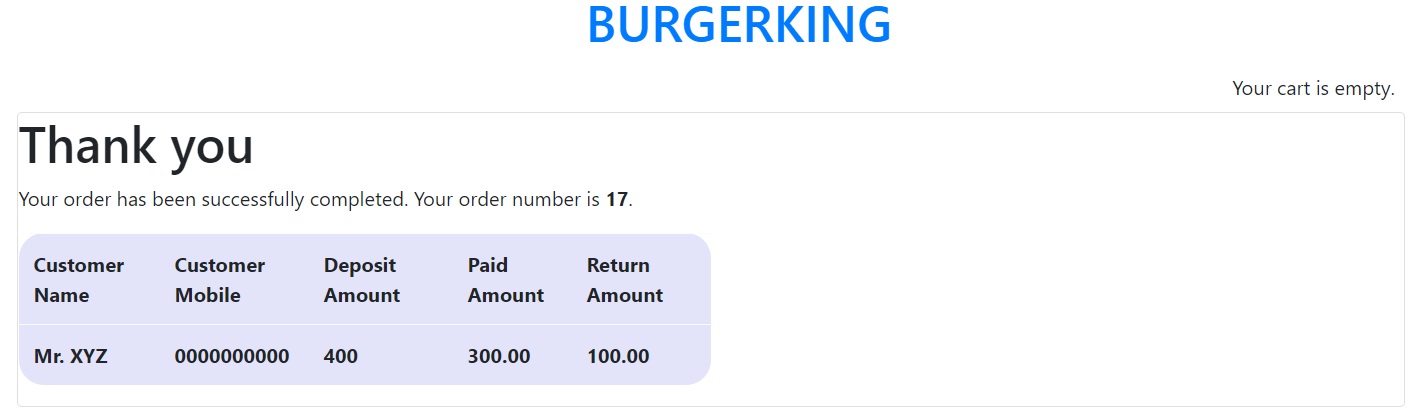 BURGERKING
Your cart is empty.
Thank you
Your order has been successfully completed. Your order number is 17.
Customer Name Customer Mobile Deposit Amount Paid Amount Return Amount
Mr. XYZ 0000000000 400 300.00 100.00